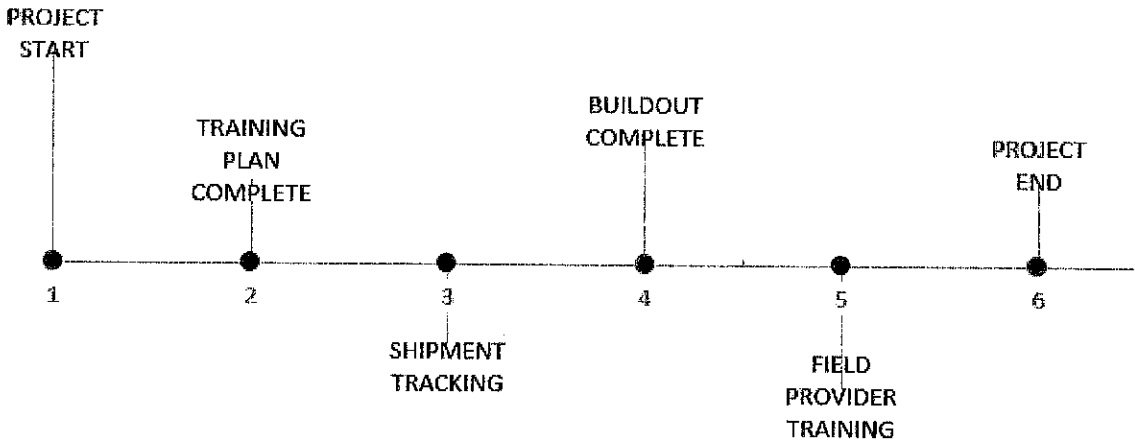 PROJECT
START
TRAINING
PLAN
COMPLETE
BUILDOUT
COMPLETE
PROJECT
END
1
2
3
4
5
6
SHIPMENT
TRACKING
FIELD
PROVIDER
TRAINING